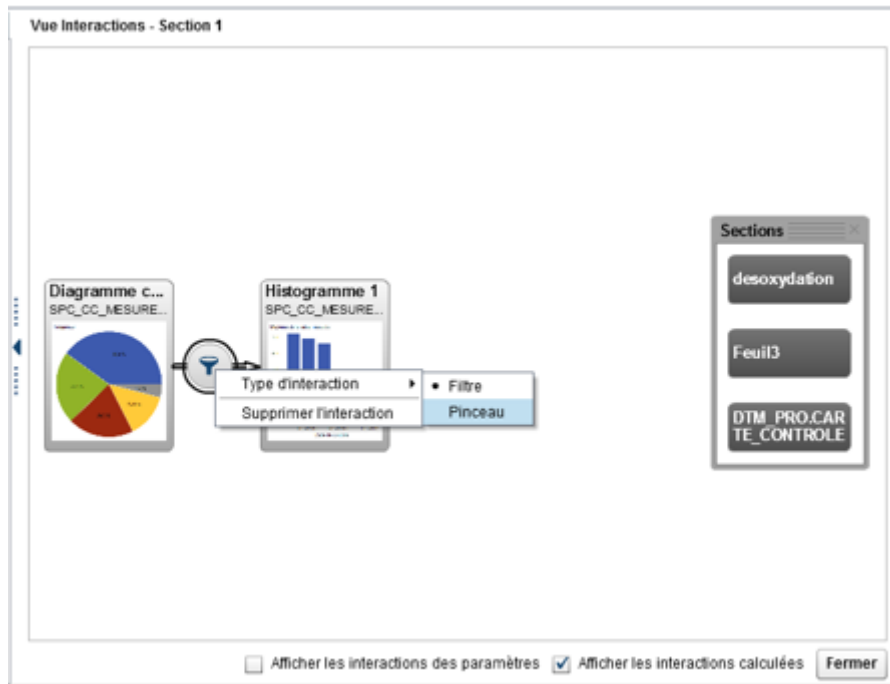 Vue Interactions - Section 1
Sections
desoxydation
Feuil3
DTM_PRO.CAR
TE_CONTROLE
Diagramme c...
SPC_CC_MESURE...
Histogramme 1
SPC_CC_MESURE...
Type d'interaction
Filtre
Supprimer l'interaction
Pinceau
Afficher les interactions des paramètres
Afficher les interactions calculées
Fermer